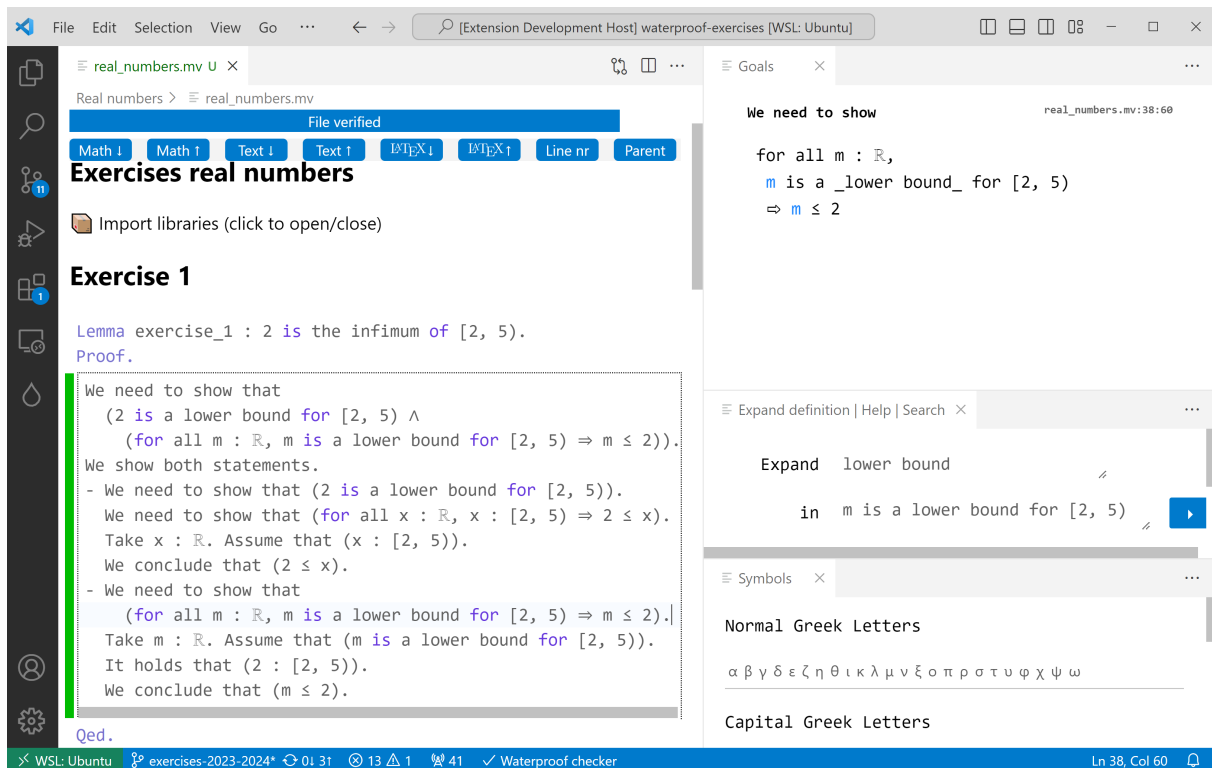 File Edit Selection View Go ··· [Extension Development Host] waterproof-exercises [WSL: Ubuntu]
real_numbers.mv U
Real numbers > real_numbers.mv
File verified
Math ↓ Math ↑ Text ↓ Text ↑ LATEX↓ LATEX↑ Line nr Parent
Exercises real numbers
Import libraries (click to open/close)
Exercise 1
Lemma exercise_1 : 2 is the infimum of [2, 5).
Proof.
We need to show that
(2 is a lower bound for [2, 5) ∧
(for all m : ℝ, m is a lower bound for [2, 5) ⇒ m ≤ 2)).
We show both statements.
- We need to show that (2 is a lower bound for [2, 5)).
We need to show that (for all x : ℝ, x : [2, 5) ⇒ 2 ≤ x).
Take x : ℝ. Assume that (x : [2, 5)).
We conclude that (2 ≤ x).
- We need to show that
(for all m : ℝ, m is a lower bound for [2, 5) ⇒ m ≤ 2).
Take m : ℝ. Assume that (m is a lower bound for [2, 5)).
It holds that (2 : [2, 5)).
We conclude that (m ≤ 2).
Qed.
Goals
We need to show real_numbers.mv:38:60
for all m : ℝ,
m is a _lower bound_ for [2, 5)
⇨ m ≤ 2
Expand definition | Help | Search
Expand lower bound
in m is a lower bound for [2, 5)
Symbols
Normal Greek Letters
α β γ δ ε ζ η θ ι κ λ μ ν ξ ο π ρ σ τ υ φ χ ψ ω
Capital Greek Letters
11
1
WSL: Ubuntu exercises-2023-2024* 0↓ 3↑ 13 1 41 Waterproof checker Ln 38, Col 60